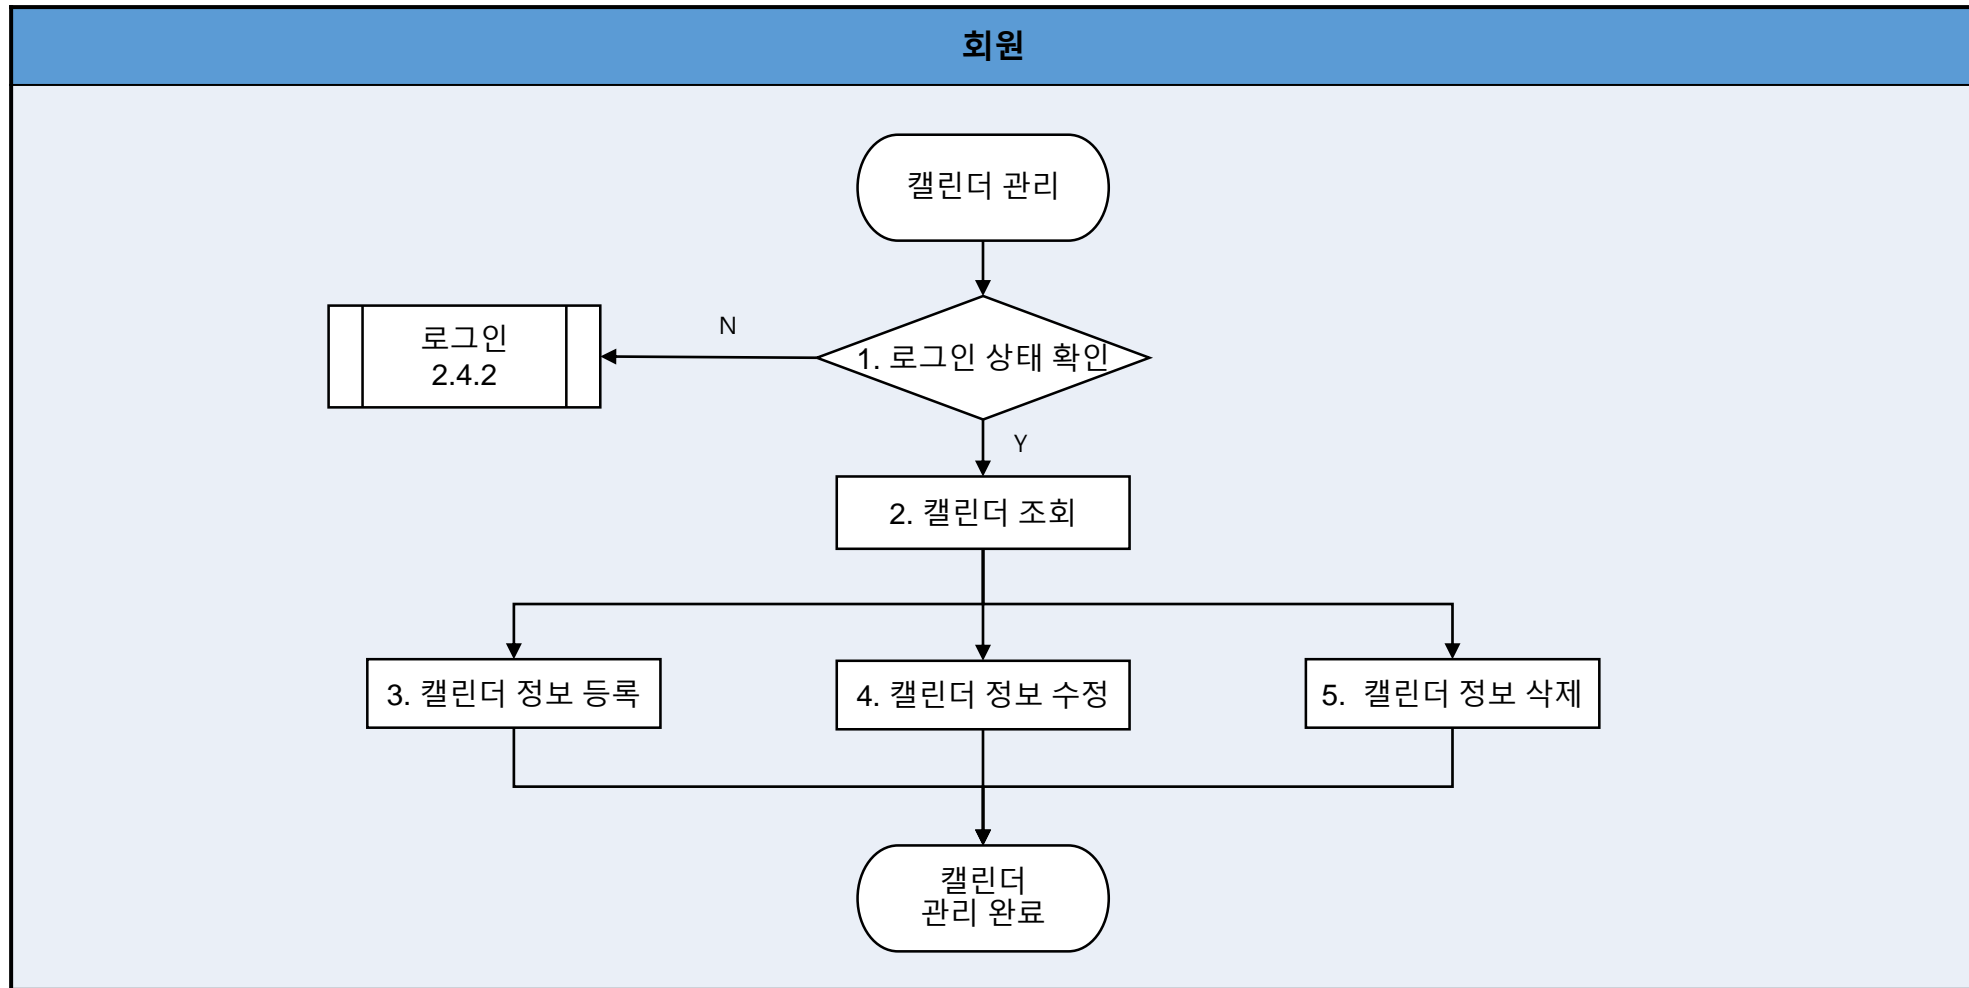 회원
캘린더 관리
로그인
2.4.2
N
1. 로그인 상태 확인
Y
2. 캘린더 조회
3. 캘린더 정보 등록
4. 캘린더 정보 수정
5. 캘린더 정보 삭제
캘린더
관리 완료